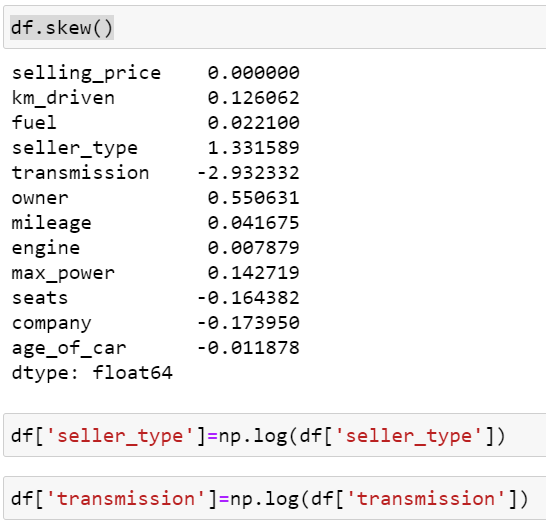 df.skew()
selling_price 0.000000
km_driven 0.126062
fuel 0.022100
seller_type 1.331589
transmission -2.932332
owner 0.550631
mileage 0.041675
engine 0.007879
max_power 0.142719
seats -0.164382
company -0.173950
age_of_car -0.011878
dtype: float64
df['seller_type']=np.log(df['seller_type'])
df['transmission']=np.log(df['transmission'])